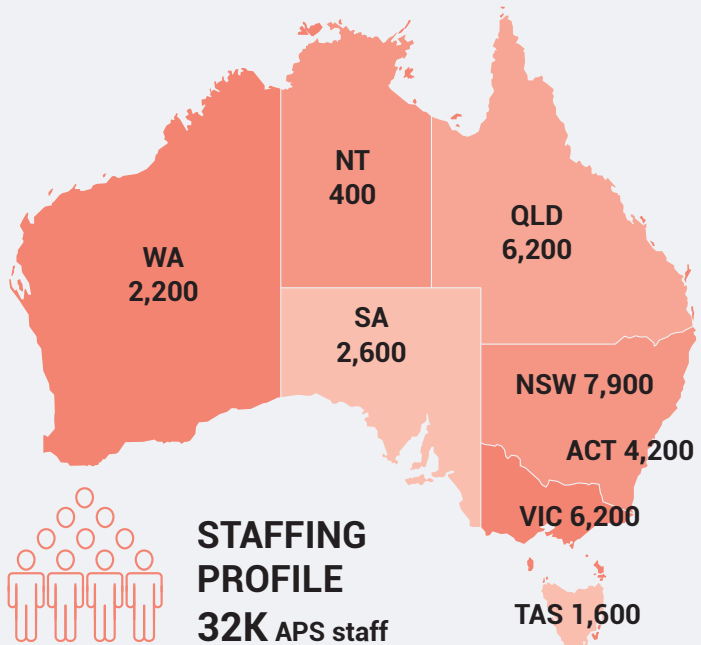 NT
400
QLD
6,200
WA
2,200
SA
2,600
NSW 7,900
ACT 4,200
VIC 6,200
STAFFING
PROFILE
32K APS staff
TAS 1,600